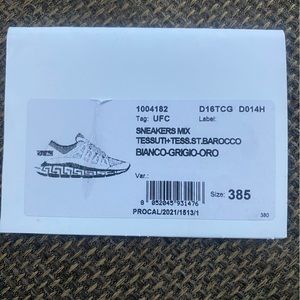 1004182 D16TCG D014H
Tag: UFC Label:
SNEAKERS MIX
TESSUTI+TESS.ST.BAROCCO
BIANCO-GRIGIO-ORO
Var.:
Size: 385
8 052045 931476
PROCAL/2021/1513/1
380